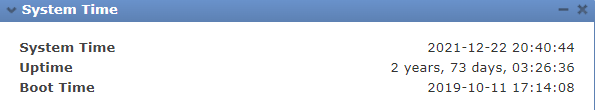 System Time
System Time 2021-12-22 20:40:44
Uptime 2 years, 73 days, 03:26:36
Boot Time 2019-10-11 17:14:08